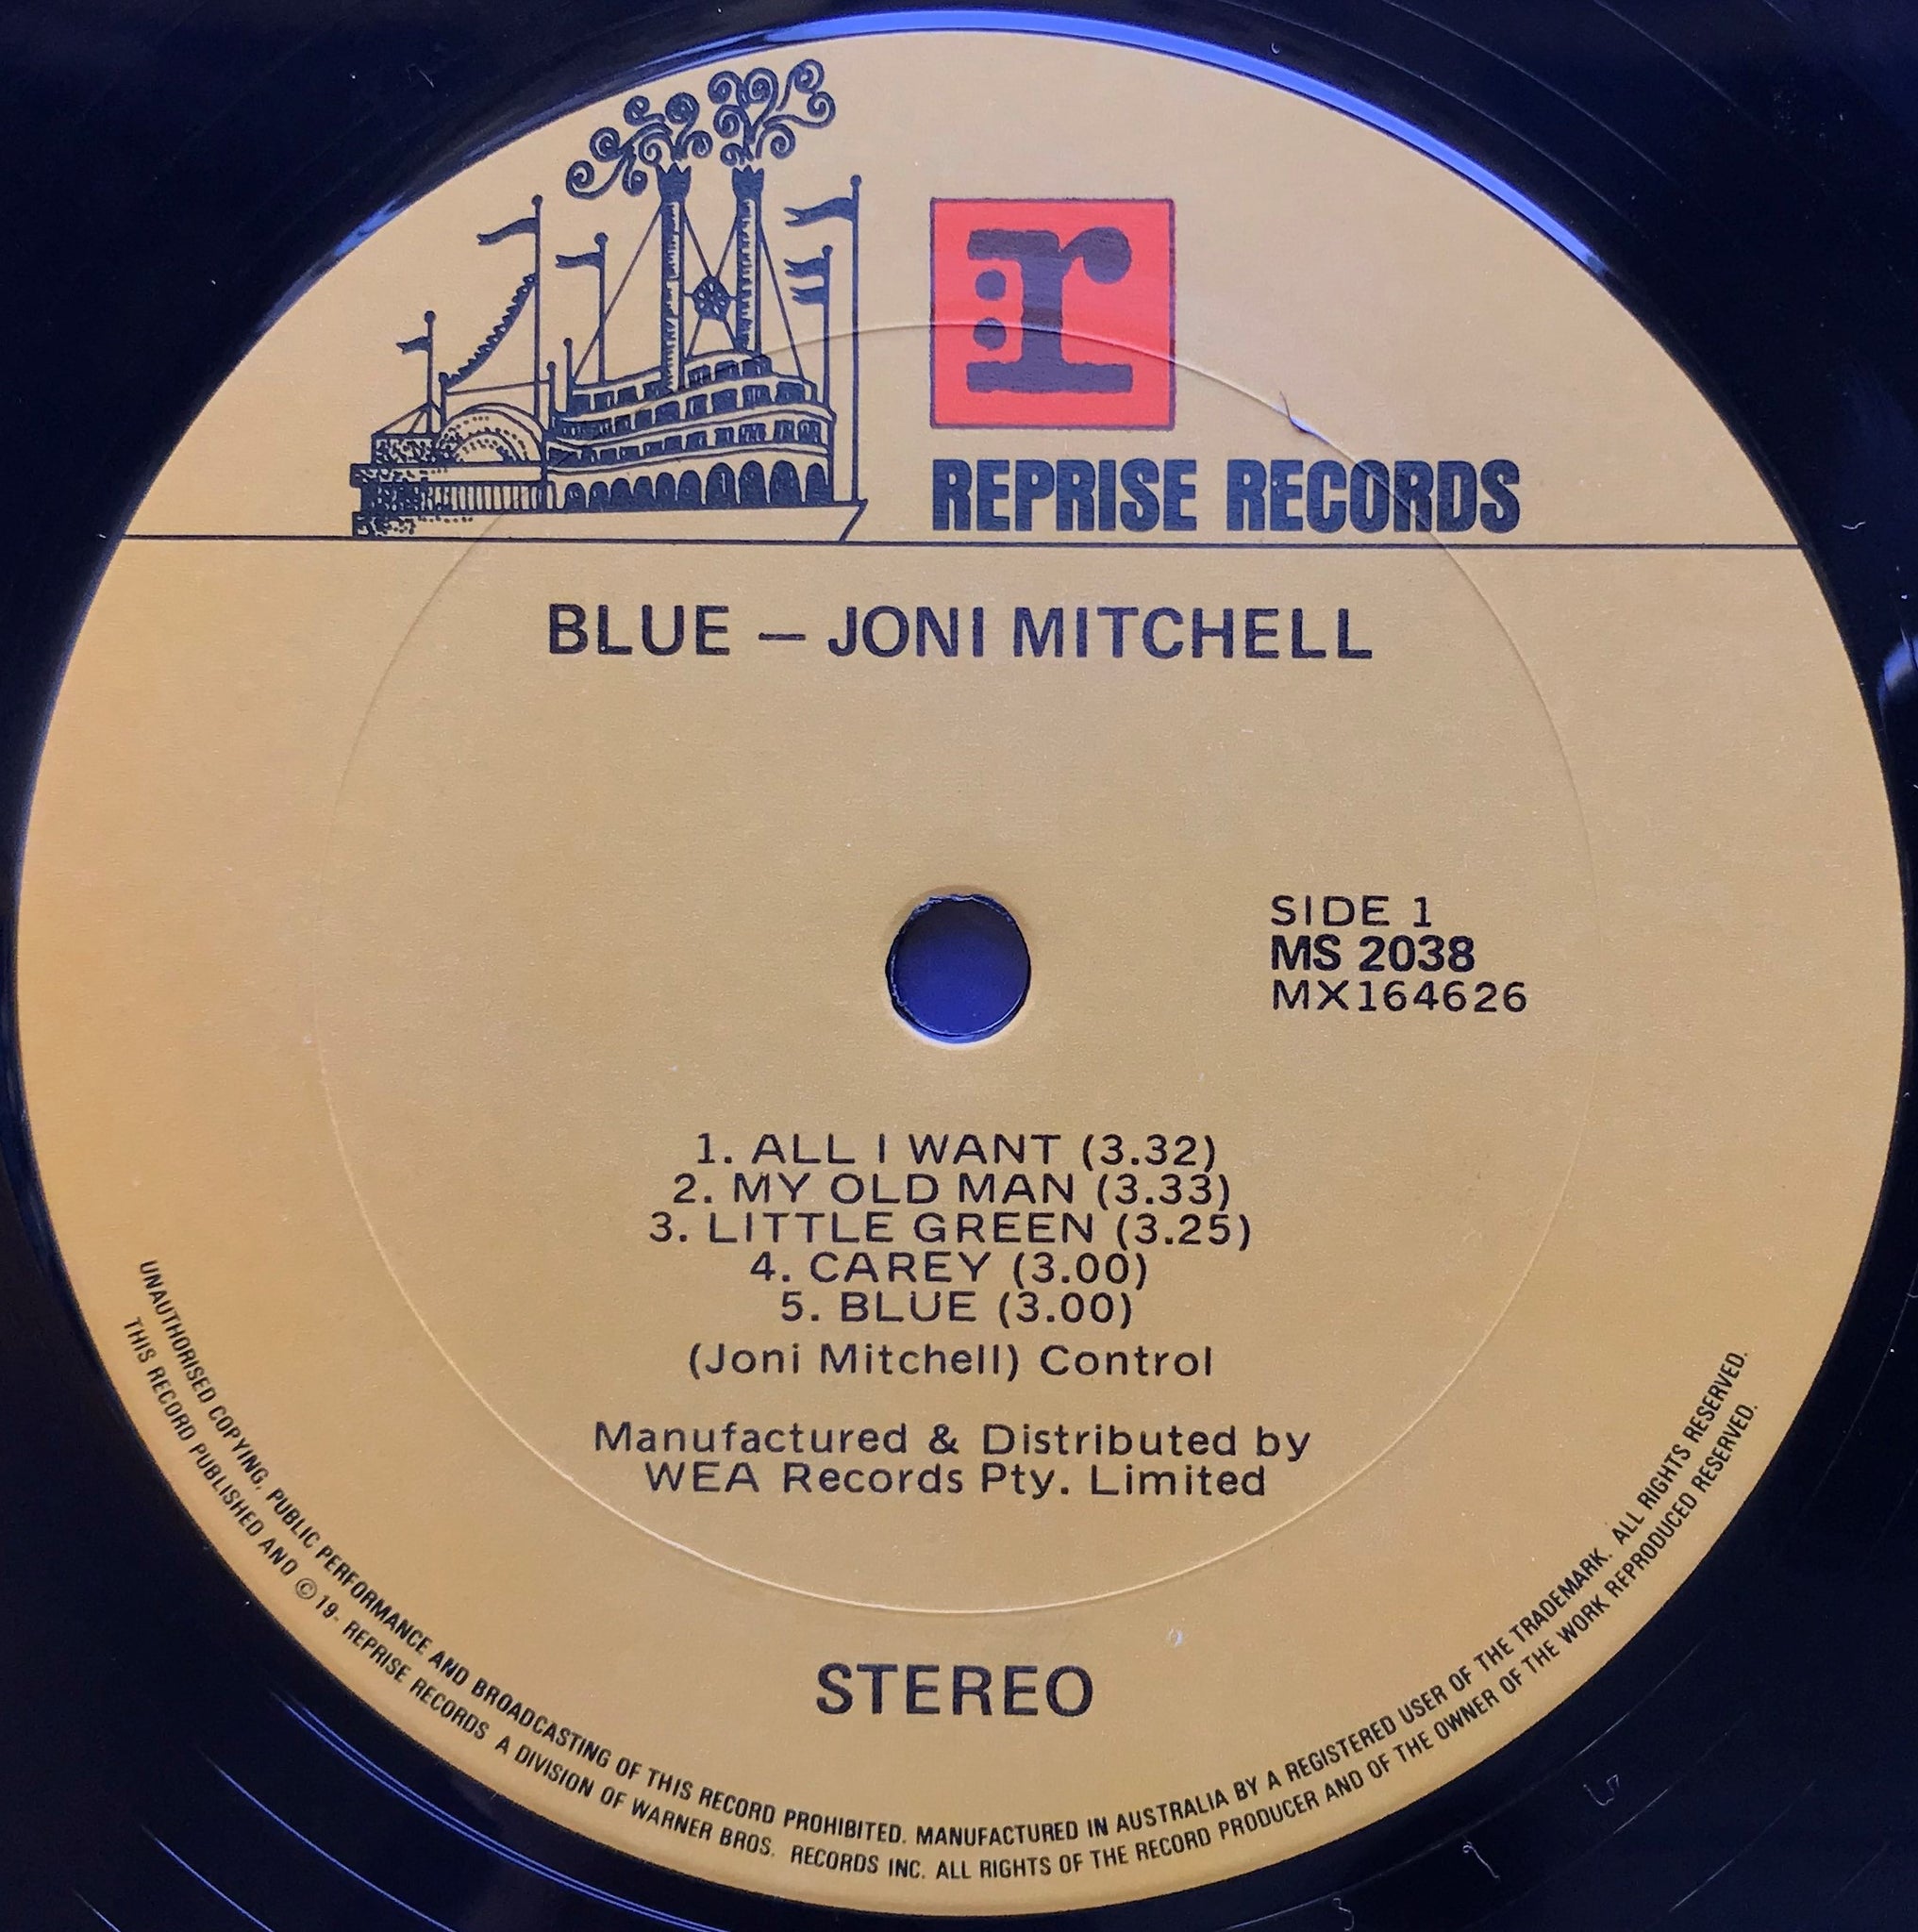 r:
REPRISE RECORDS
BLUE – JONI MITCHELL
SIDE 1
MS 2038
MX164626
1. ALL I WANT (3.32)
2. MY OLD MAN (3.33)
3. LITTLE GREEN (3.25)
4. CAREY (3.00)
5. BLUE (3.00)
(Joni Mitchell) Control
Manufactured & Distributed by
WEA Records Pty. Limited
STEREO
UNAUTHORISED COPYING, PUBLIC PERFORMANCE AND BROADCASTING OF THIS RECORD PROHIBITED. MANUFACTURED IN AUSTRALIA BY A REGISTERED USER OF THE TRADEMARK. ALL RIGHTS RESERVED.
THIS RECORD PUBLISHED AND © 19- REPRISE RECORDS A DIVISION OF WARNER BROS. RECORDS INC. ALL RIGHTS OF THE RECORD PRODUCER AND OF THE OWNER OF THE WORK REPRODUCED RESERVED.